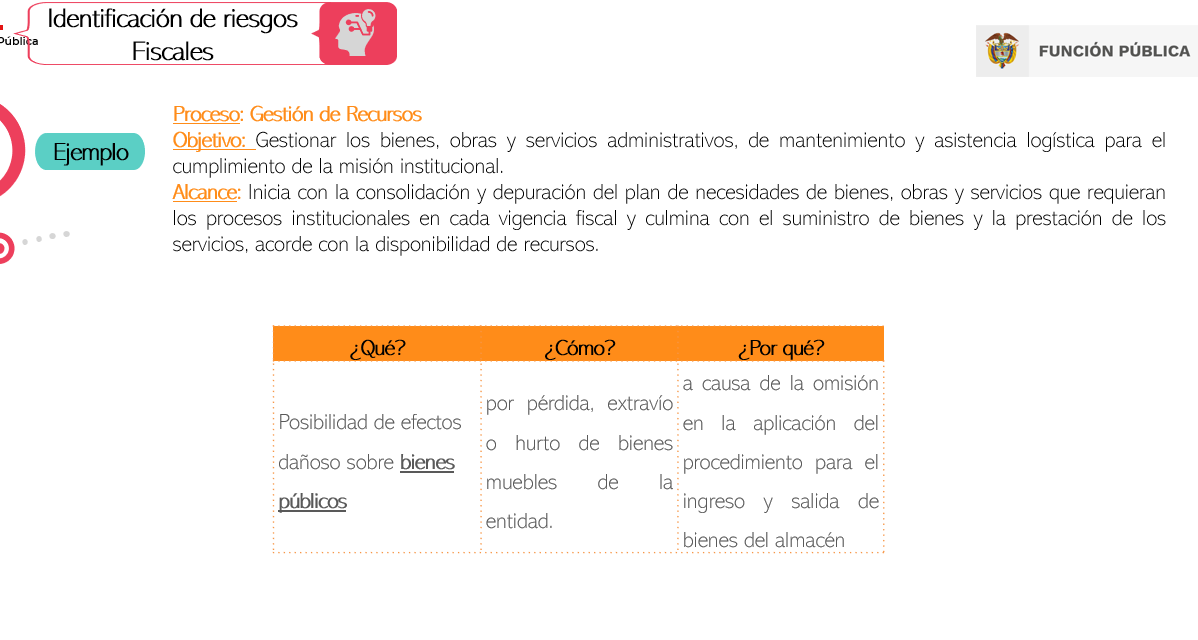 Identificación de riesgos
Fiscales
Pública
FUNCIÓN PÚBLICA
Ejemplo
Proceso: Gestión de Recursos
Objetivo: Gestionar los bienes, obras y servicios administrativos, de mantenimiento y asistencia logística para el
cumplimiento de la misión institucional.
Alcance: Inicia con la consolidación y depuración del plan de necesidades de bienes, obras y servicios que requieran
los procesos institucionales en cada vigencia fiscal y culmina con el suministro de bienes y la prestación de los
servicios, acorde con la disponibilidad de recursos.
¿Qué?
¿Cómo?
¿Por qué?
Posibilidad de efectos
dañoso sobre bienes
públicos
por pérdida, extravío
o hurto de bienes
muebles de la
entidad.
a causa de la omisión
en la aplicación del
procedimiento para el
ingreso y salida de
bienes del almacén